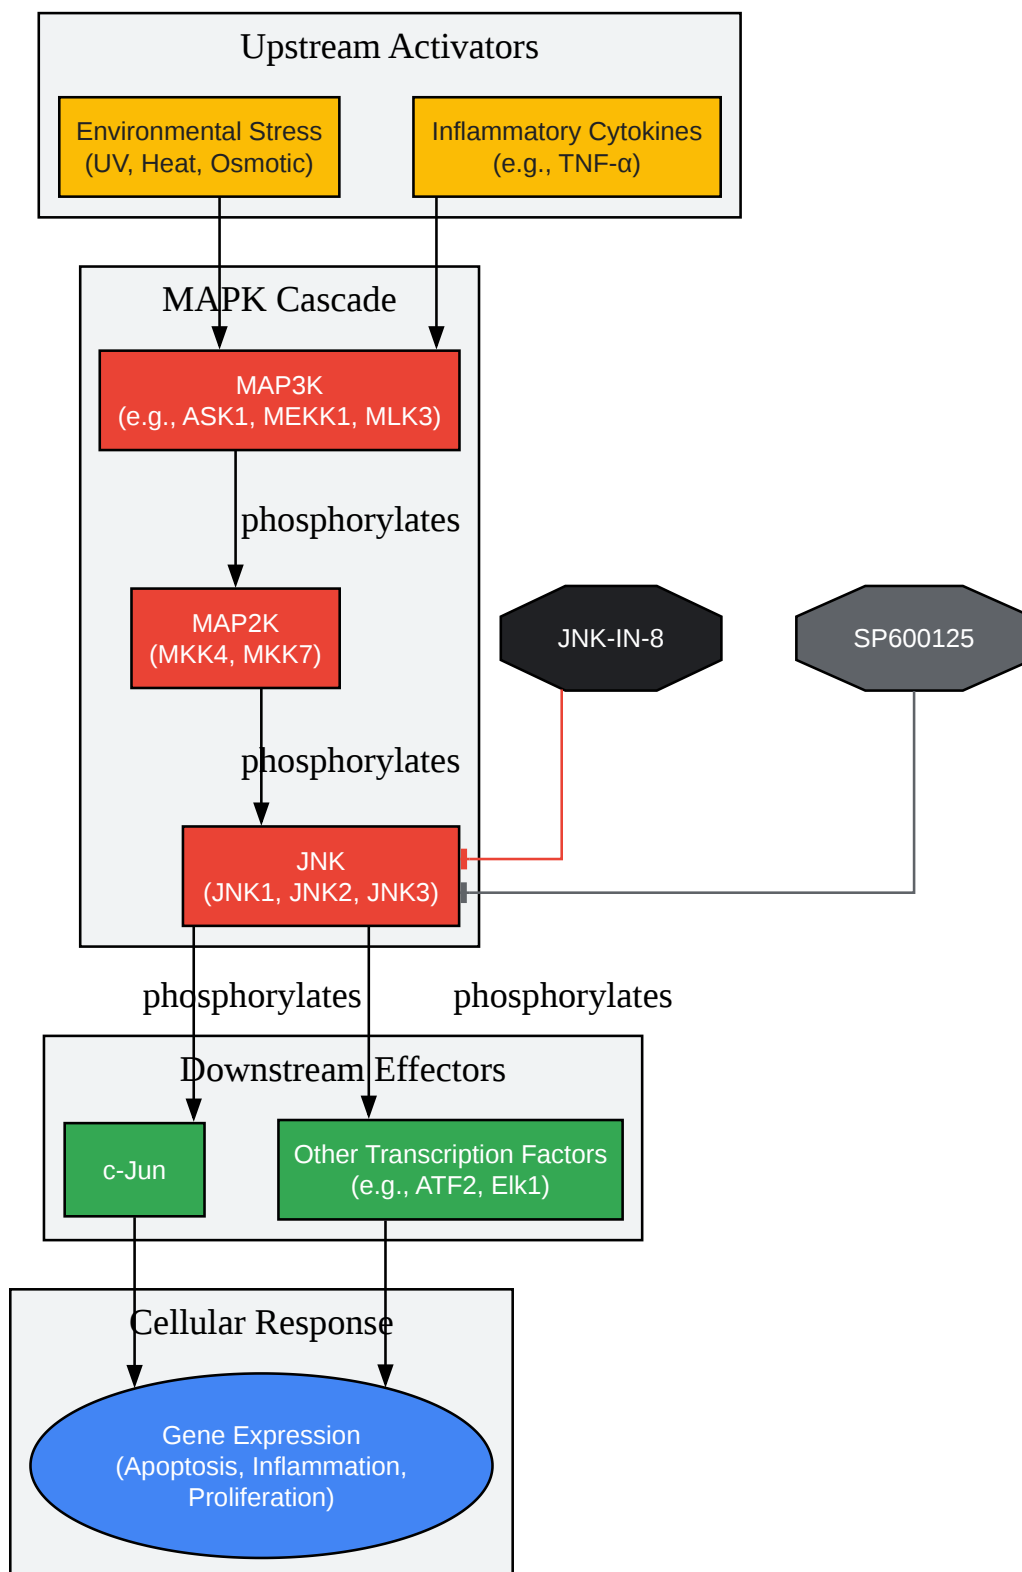 Upstream Activators
Environmental Stress
(UV, Heat, Osmotic)
Inflammatory Cytokines
(e.g., TNF-α)
MAPK Cascade
MAP3K
(e.g., ASK1, MEKK1, MLK3)
phosphorylates
MAP2K
(MKK4, MKK7)
JNK-IN-8
SP600125
phosphorylates
JNK
(JNK1, JNK2, JNK3)
phosphorylates
phosphorylates
Downstream Effectors
c-Jun
Other Transcription Factors
(e.g., ATF2, Elk1)
Cellular Response
Gene Expression
(Apoptosis, Inflammation,
Proliferation)